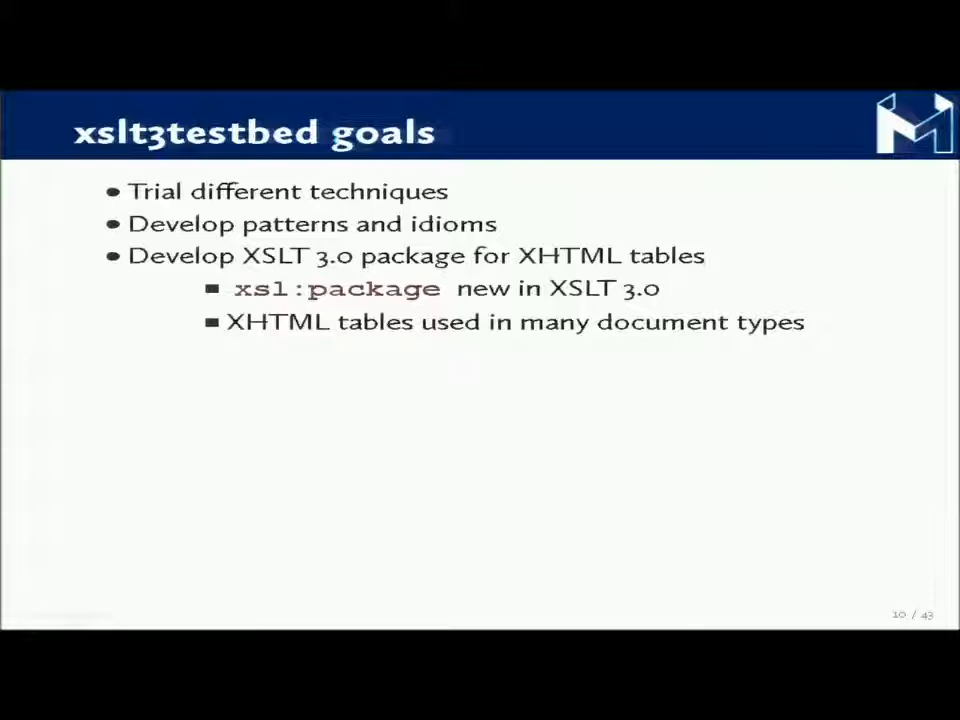 xslt3testbed goals
• Trial different techniques
• Develop patterns and idioms
• Develop XSLT 3.0 package for XHTML tables
■ xsl:package new in XSLT 3.0
■ XHTML tables used in many document types
10 / 43